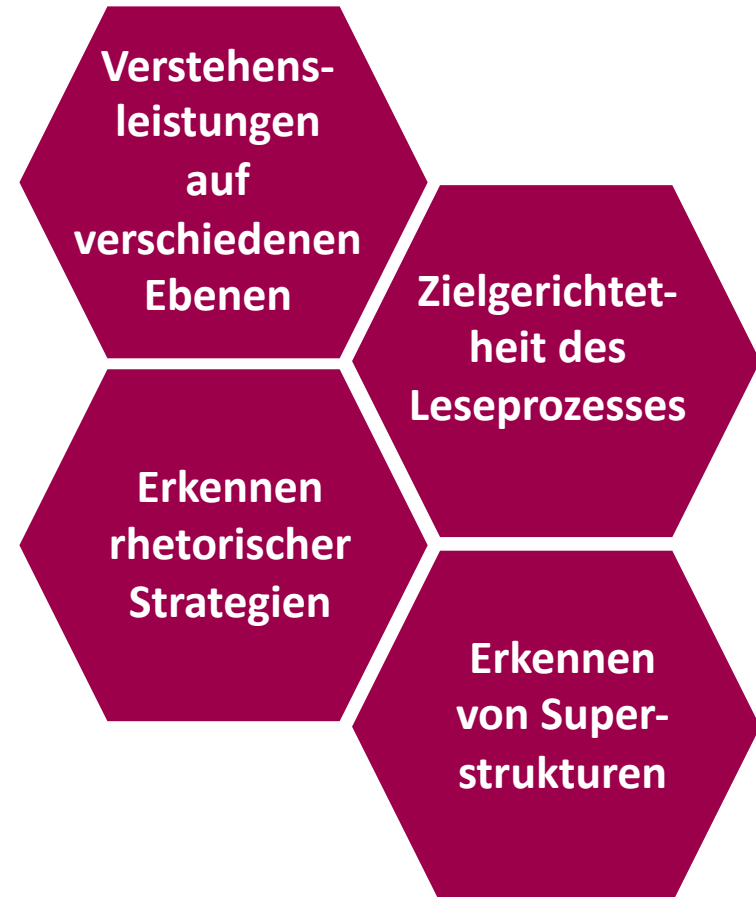 Verstehens-
leistungen
auf
verschiedenen
Ebenen
Zielgerichtet-
heit des
Leseprozesses
Erkennen
rhetorischer
Strategien
Erkennen
von Super-
strukturen